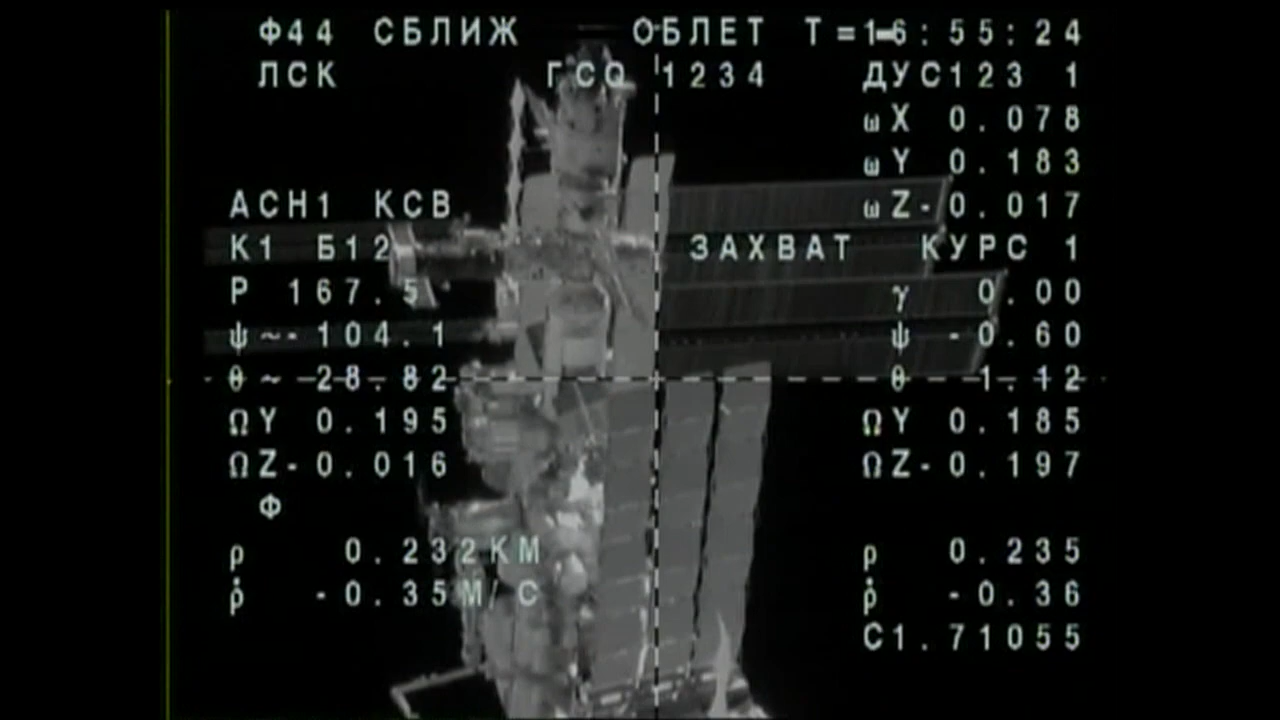 Ф44 СБЛИЖ ОБЛЕТ Т=16:55:24
ЛСК ГСО 1234 ДУС123 1
ωX 0.078
ωY 0.183
АСН1 КСВ ωZ-0.017
К1 Б12 ЗАХВАТ КУРС 1
Р 167.5 γ 0.00
ψ~-104.1 ψ -0.60
θ ~ -28.82 θ 1.12
ΩY 0.195 ΩY 0.185
ΩZ-0.016 ΩZ-0.197
Ф
ρ 0.232КМ ρ 0.235
ρ̇ -0.35М/С ρ̇ -0.36
С1.71055